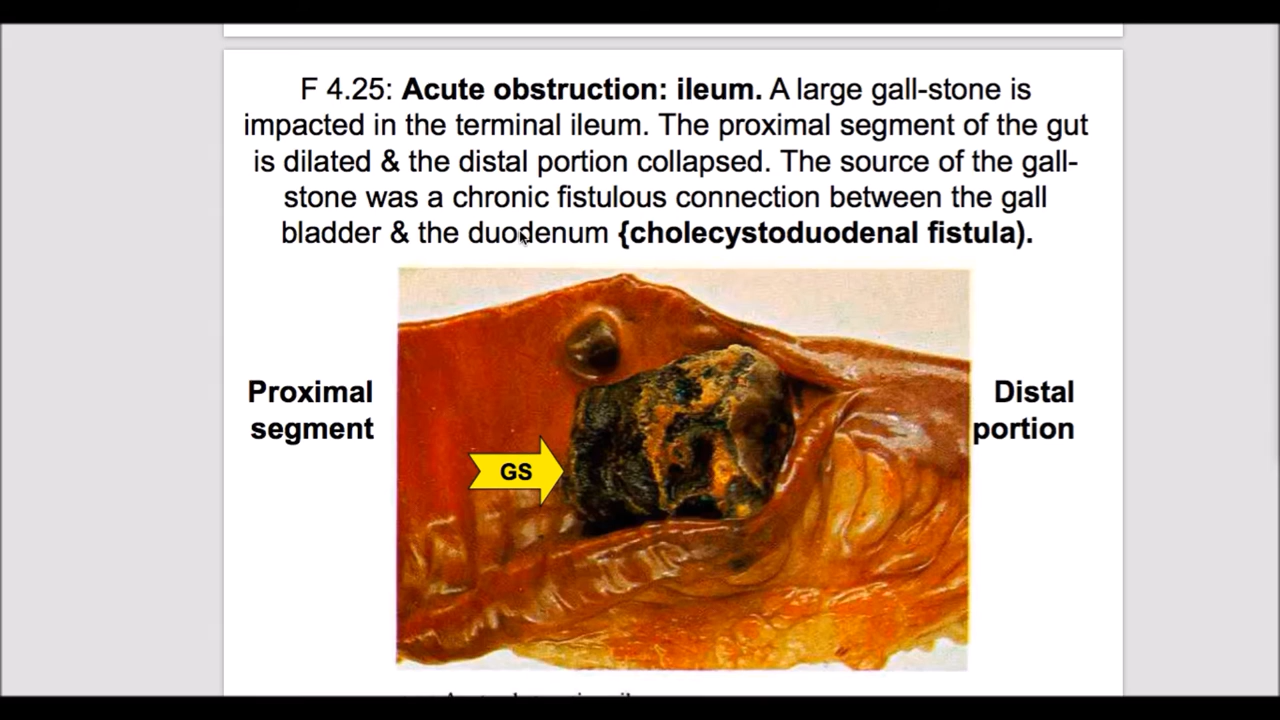 F 4.25: Acute obstruction: ileum. A large gall-stone is
impacted in the terminal ileum. The proximal segment of the gut
is dilated & the distal portion collapsed. The source of the gall-
stone was a chronic fistulous connection between the gall
bladder & the duodenum {cholecystoduodenal fistula).
Proximal
segment
GS
Distal
portion